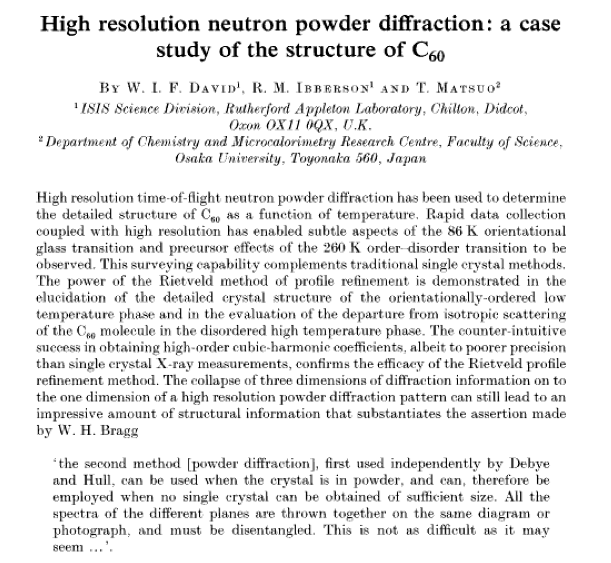 High resolution neutron powder diffraction: a case
study of the structure of C₆₀
By W. I. F. David¹, R. M. Ibberson¹ and T. Matsuo²
¹ ISIS Science Division, Rutherford Appleton Laboratory, Chilton, Didcot,
Oxon OX11 0QX, U.K.
² Department of Chemistry and Microcalorimetry Research Centre, Faculty of Science,
Osaka University, Toyonaka 560, Japan
High resolution time-of-flight neutron powder diffraction has been used to determine
the detailed structure of C₆₀ as a function of temperature. Rapid data collection
coupled with high resolution has enabled subtle aspects of the 86 K orientational
glass transition and precursor effects of the 260 K order–disorder transition to be
observed. This surveying capability complements traditional single crystal methods.
The power of the Rietveld method of profile refinement is demonstrated in the
elucidation of the detailed crystal structure of the orientationally-ordered low
temperature phase and in the evaluation of the departure from isotropic scattering
of the C₆₀ molecule in the disordered high temperature phase. The counter-intuitive
success in obtaining high-order cubic-harmonic coefficients, albeit to poorer precision
than single crystal X-ray measurements, confirms the efficacy of the Rietveld profile
refinement method. The collapse of three dimensions of diffraction information on to
the one dimension of a high resolution powder diffraction pattern can still lead to an
impressive amount of structural information that substantiates the assertion made
by W. H. Bragg
‘the second method [powder diffraction], first used independently by Debye
and Hull, can be used when the crystal is in powder, and can, therefore be
employed when no single crystal can be obtained of sufficient size. All the
spectra of the different planes are thrown together on the same diagram or
photograph, and must be disentangled. This is not as difficult as it may
seem ...’.